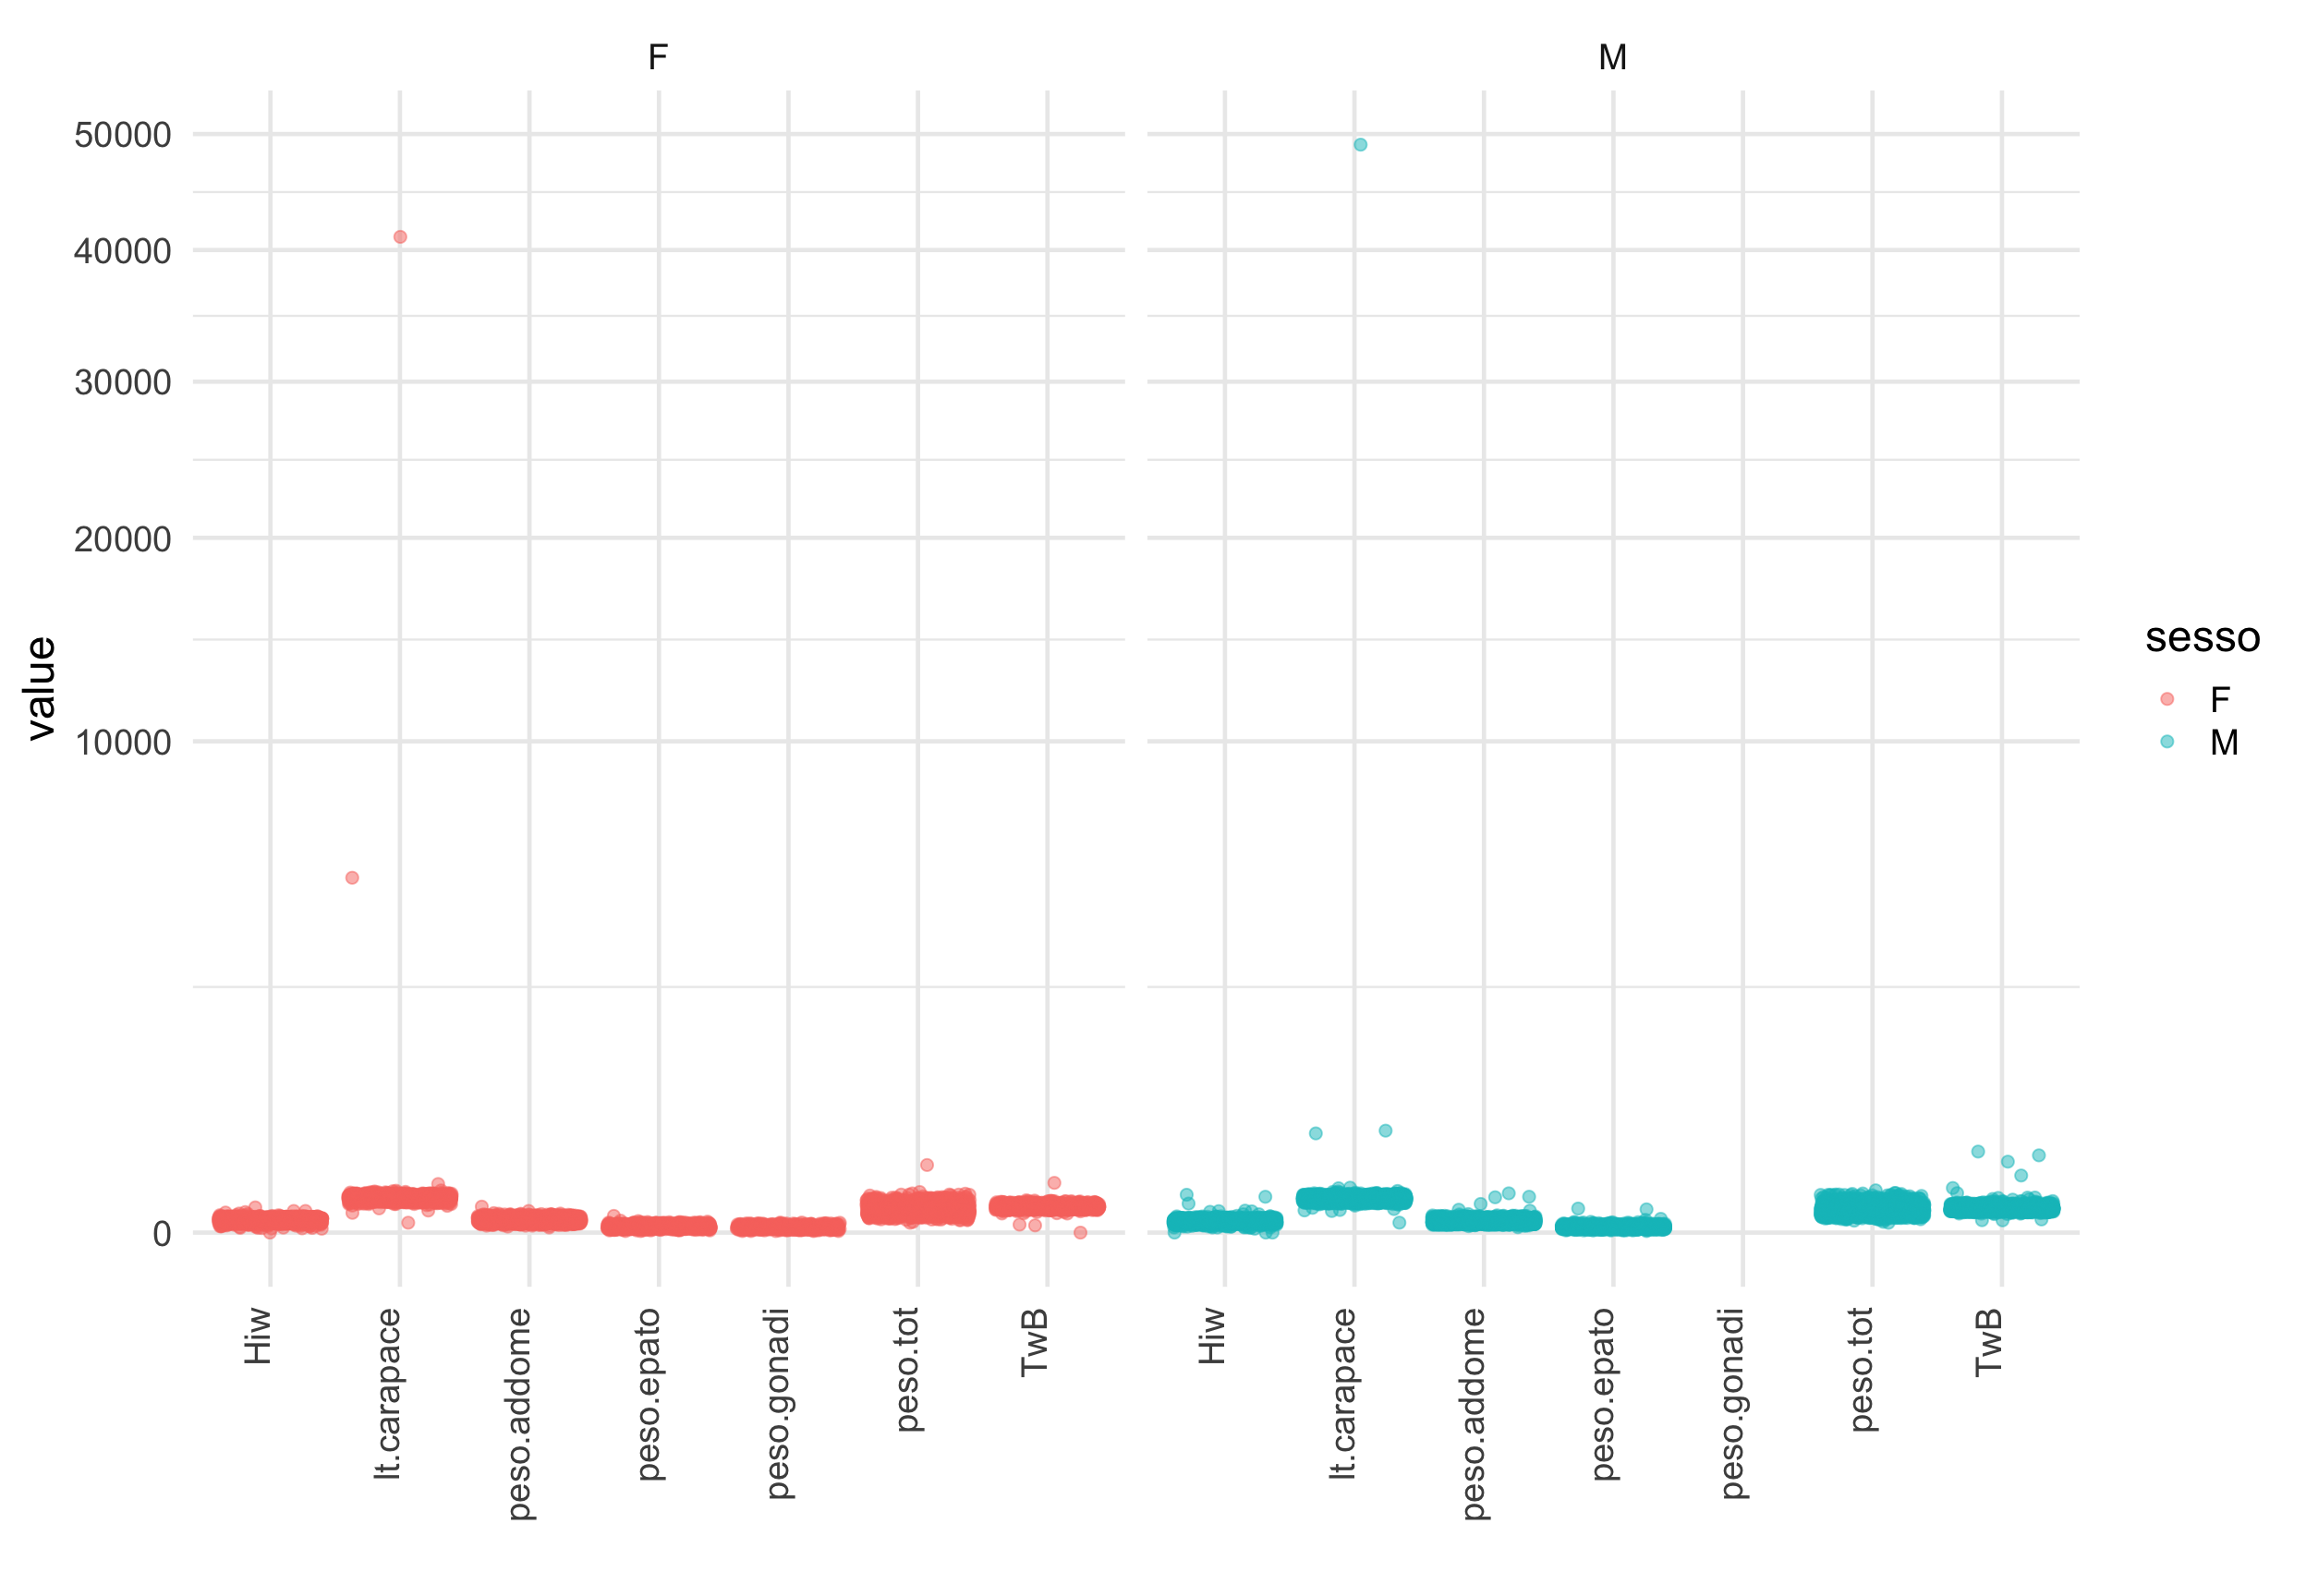 F
M
50000
40000
30000
20000
10000
0
value
Hiw
lt.carapace
peso.addome
peso.epato
peso.gonadi
peso.tot
TwB
Hiw
lt.carapace
peso.addome
peso.epato
peso.gonadi
peso.tot
TwB
sesso
F
M